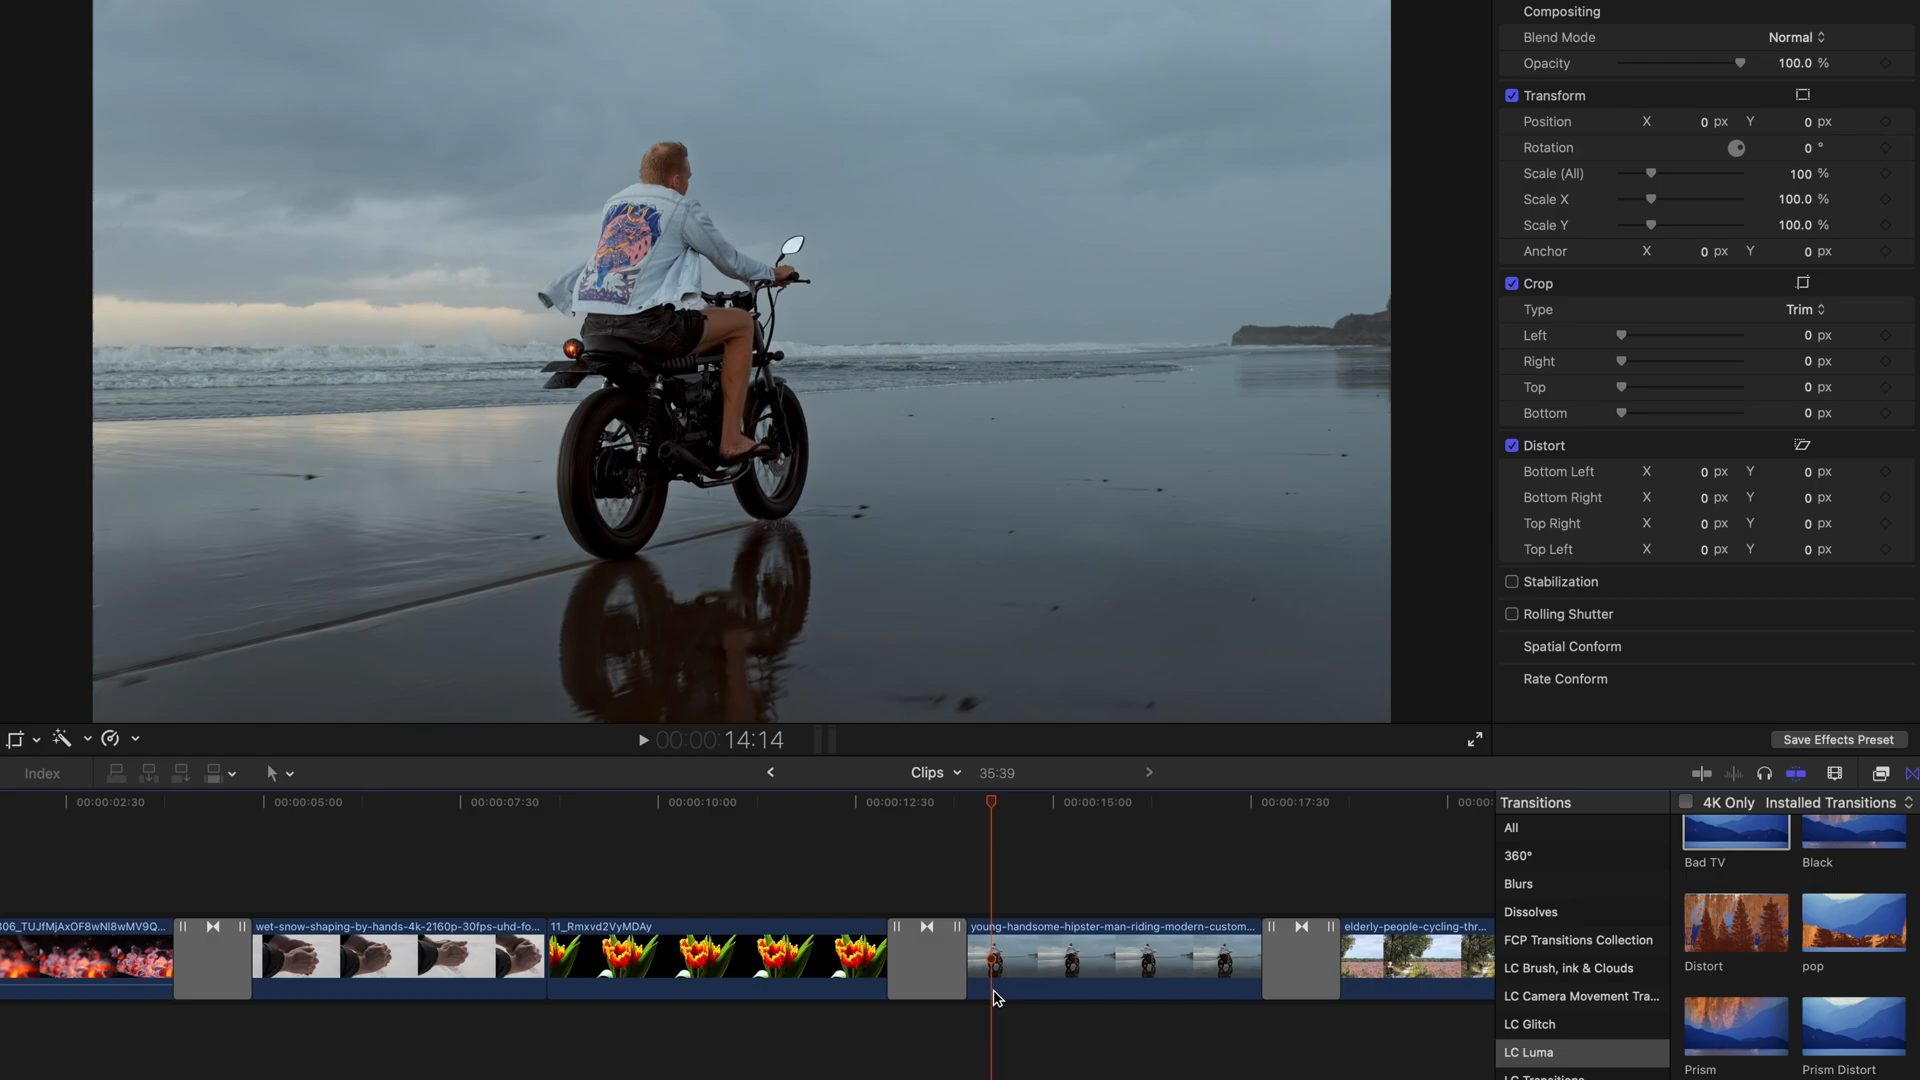 Compositing
Blend Mode Normal
Opacity 100.0 %
Transform
Position X 0 px Y 0 px
Rotation 0 °
Scale (All) 100 %
Scale X 100.0 %
Scale Y 100.0 %
Anchor X 0 px Y 0 px
Crop
Type Trim
Left 0 px
Right 0 px
Top 0 px
Bottom 0 px
Distort
Bottom Left X 0 px Y 0 px
Bottom Right X 0 px Y 0 px
Top Right X 0 px Y 0 px
Top Left X 0 px Y 0 px
Stabilization
Rolling Shutter
Spatial Conform
Rate Conform
00:00:14:14
Save Effects Preset
Index
Clips 35:39
00:00:02:30 00:00:05:00 00:00:07:30 00:00:10:00 00:00:12:30 00:00:15:00 00:00:17:30 00:00:
306_TUJfMjAxOF8wNl8wMV9Q... wet-snow-shaping-by-hands-4k-2160p-30fps-uhd-fo... 11_Rmxvd2VyMDAy young-handsome-hipster-man-riding-modern-custom... elderly-people-cycling-thr...
Transitions
All
360°
Blurs
Dissolves
FCP Transitions Collection
LC Brush, ink & Clouds
LC Camera Movement Tra...
LC Glitch
LC Luma
LC Transitions
4K Only Installed Transitions
Bad TV Black
Distort pop
Prism Prism Distort